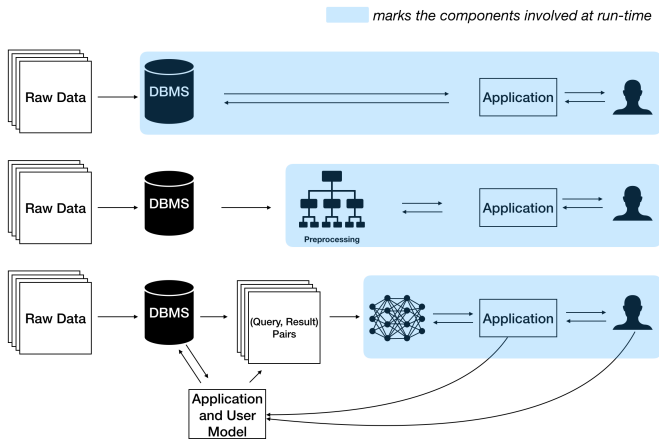 marks the components involved at run-time
Raw Data
DBMS
Application
Raw Data
DBMS
Preprocessing
Application
Raw Data
DBMS
(Query, Result)
Pairs
Application
Application
and User
Model